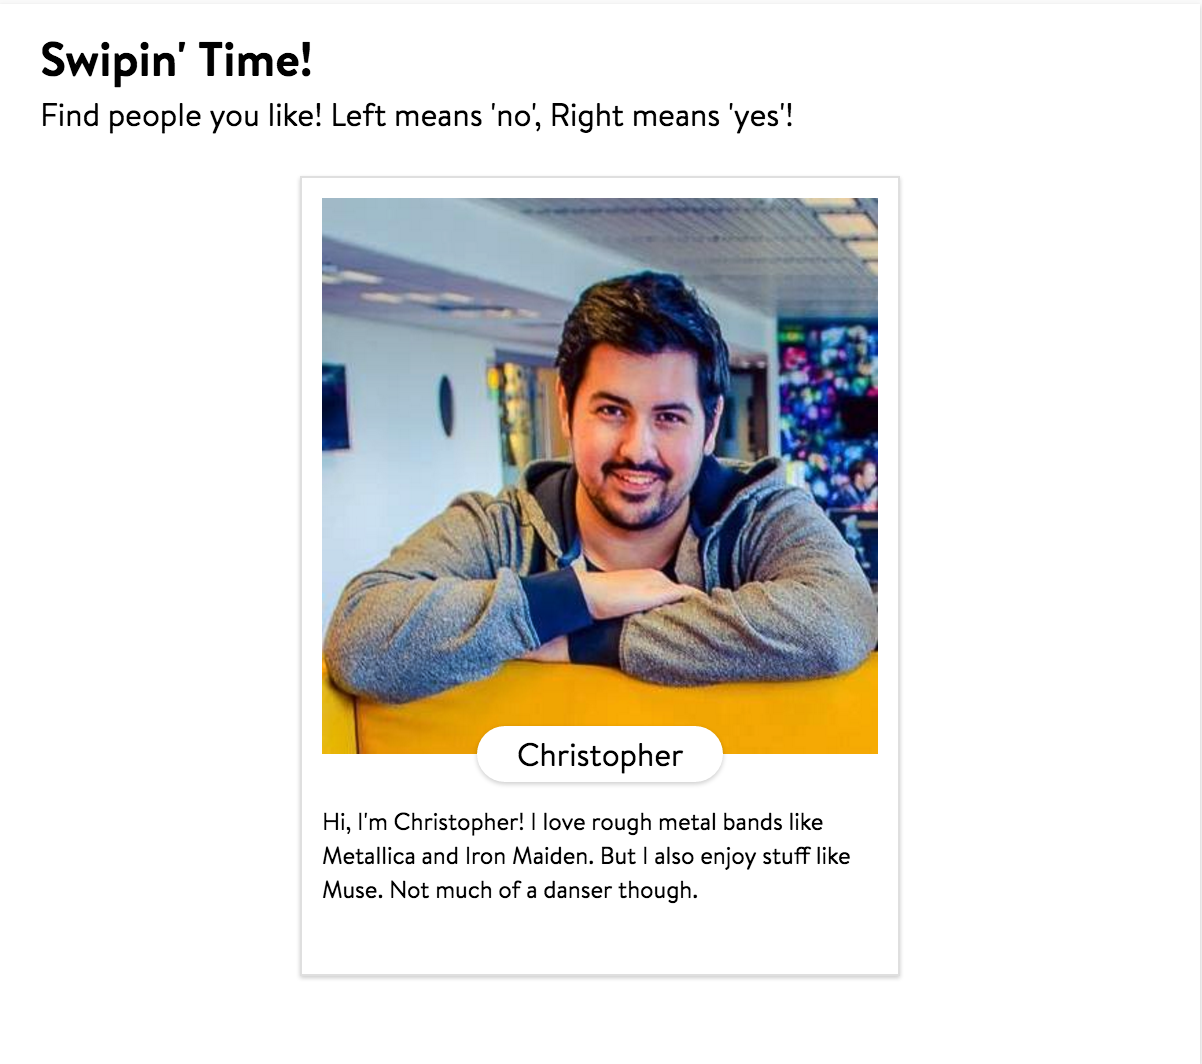 Swipin' Time!
Find people you like! Left means 'no', Right means 'yes'!
Christopher
Hi, I'm Christopher! I love rough metal bands like
Metallica and Iron Maiden. But I also enjoy stuff like
Muse. Not much of a danser though.